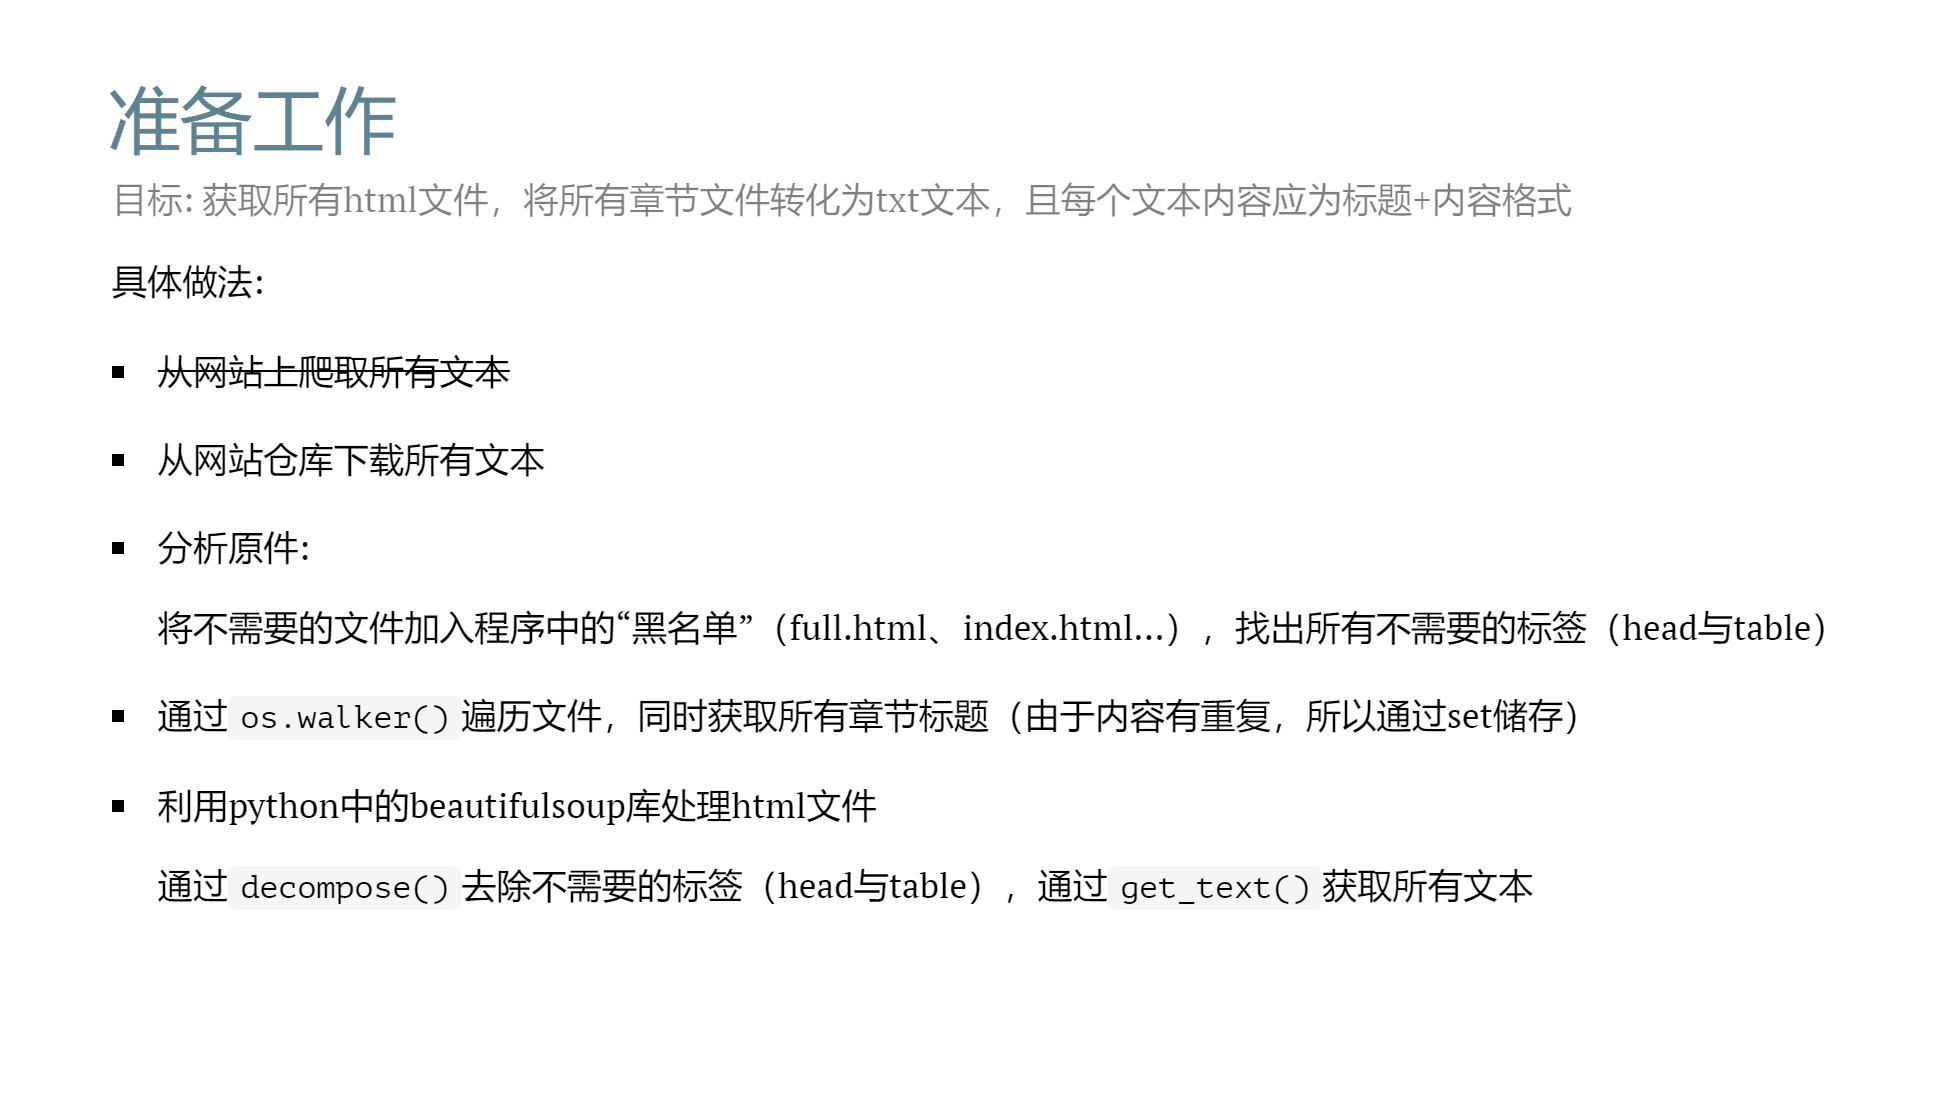 准备工作
目标: 获取所有html文件，将所有章节文件转化为txt文本，且每个文本内容应为标题+内容格式
具体做法:
从网站上爬取所有文本
从网站仓库下载所有文本
分析原件:
将不需要的文件加入程序中的“黑名单”（full.html、index.html...），找出所有不需要的标签（head与table）
通过 os.walker() 遍历文件，同时获取所有章节标题（由于内容有重复，所以通过set储存）
利用python中的beautifulsoup库处理html文件
通过 decompose() 去除不需要的标签（head与table），通过 get_text() 获取所有文本